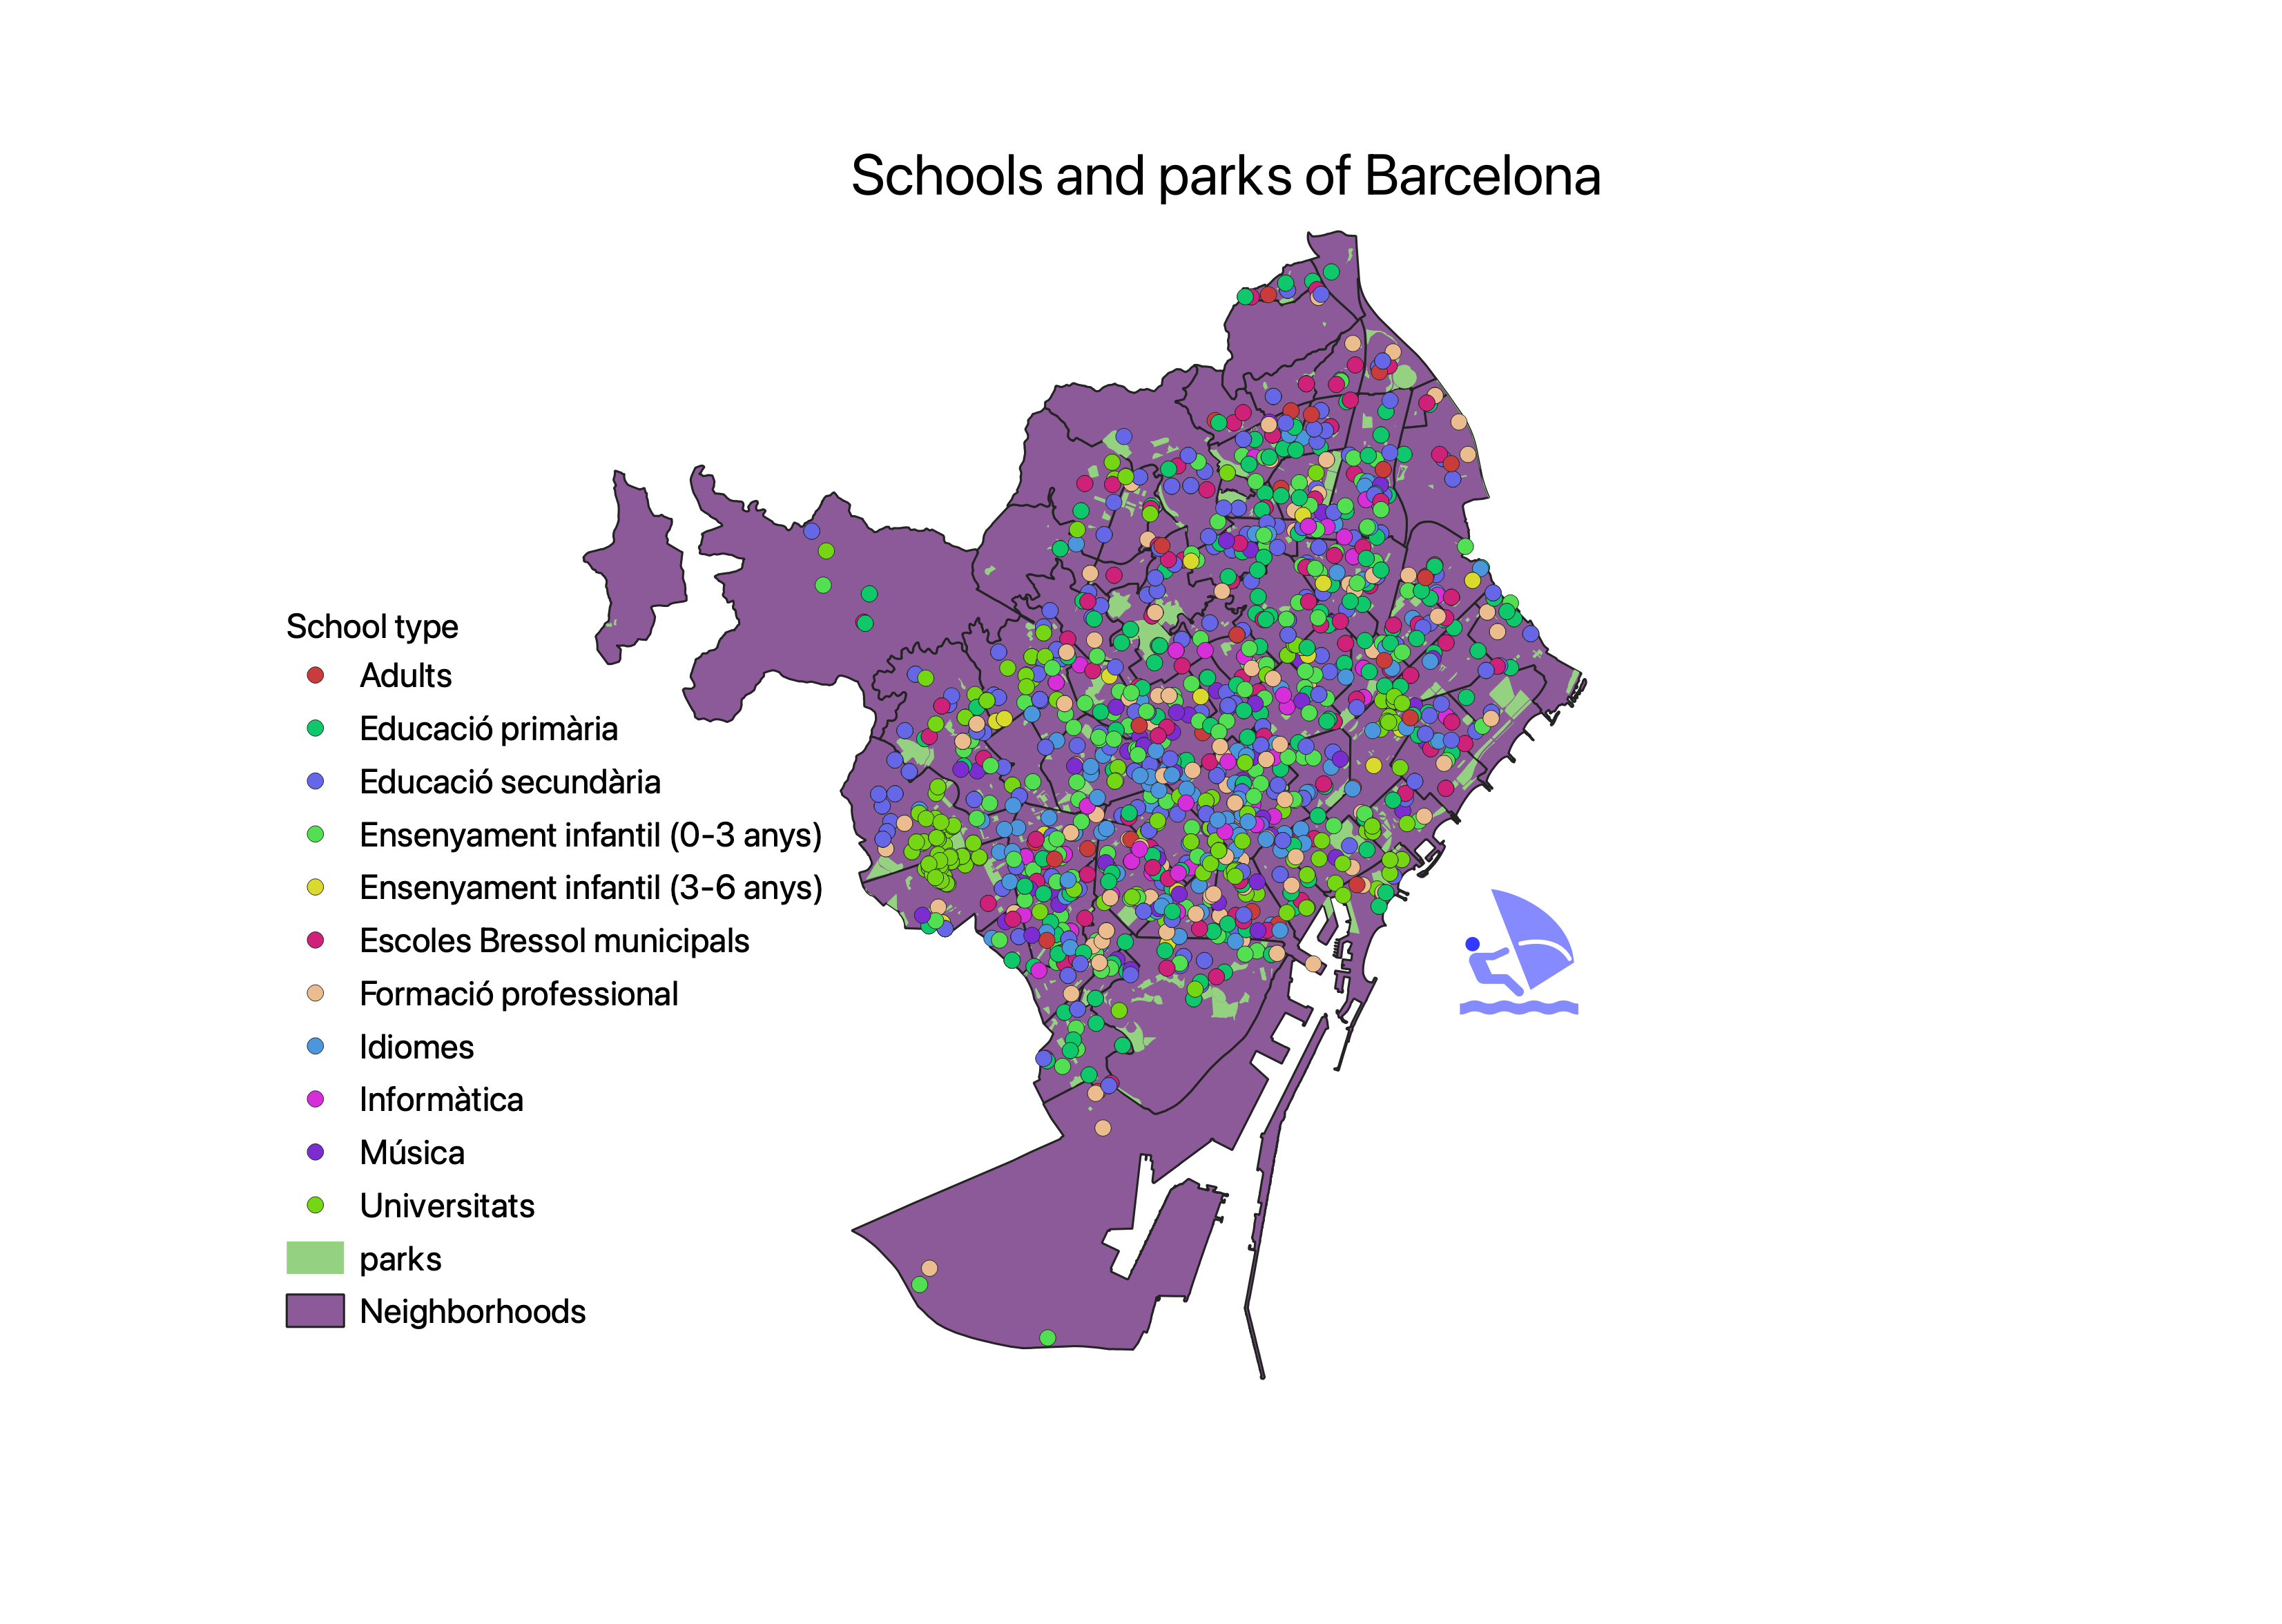 Schools and parks of Barcelona
School type
Adults
Educació primària
Educació secundària
Ensenyament infantil (0-3 anys)
Ensenyament infantil (3-6 anys)
Escoles Bressol municipals
Formació professional
Idiomes
Informàtica
Música
Universitats
parks
Neighborhoods